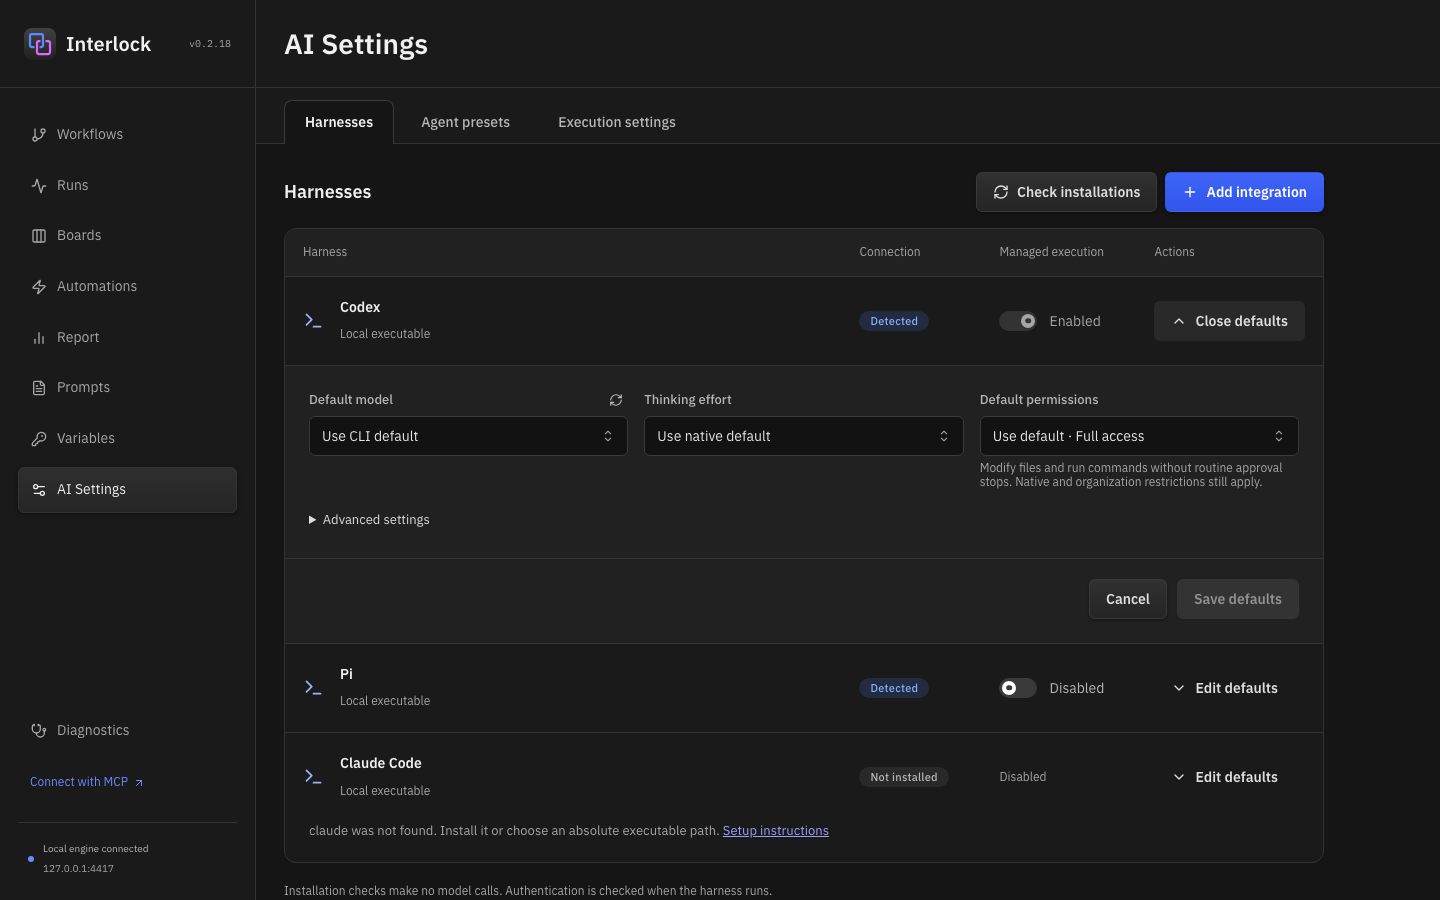 Interlock
v0.2.18
AI Settings
Workflows
Runs
Boards
Automations
Report
Prompts
Variables
AI Settings
Diagnostics
Connect with MCP
Local engine connected
127.0.0.1:4417
Harnesses
Agent presets
Execution settings
Harnesses
Check installations
Add integration
Harness
Connection
Managed execution
Actions
Codex
Local executable
Detected
Enabled
Close defaults
Default model
Thinking effort
Default permissions
Use CLI default
Use native default
Use default · Full access
Modify files and run commands without routine approval
stops. Native and organization restrictions still apply.
Advanced settings
Cancel
Save defaults
Pi
Local executable
Detected
Disabled
Edit defaults
Claude Code
Local executable
Not installed
Disabled
Edit defaults
claude was not found. Install it or choose an absolute executable path. Setup instructions
Installation checks make no model calls. Authentication is checked when the harness runs.